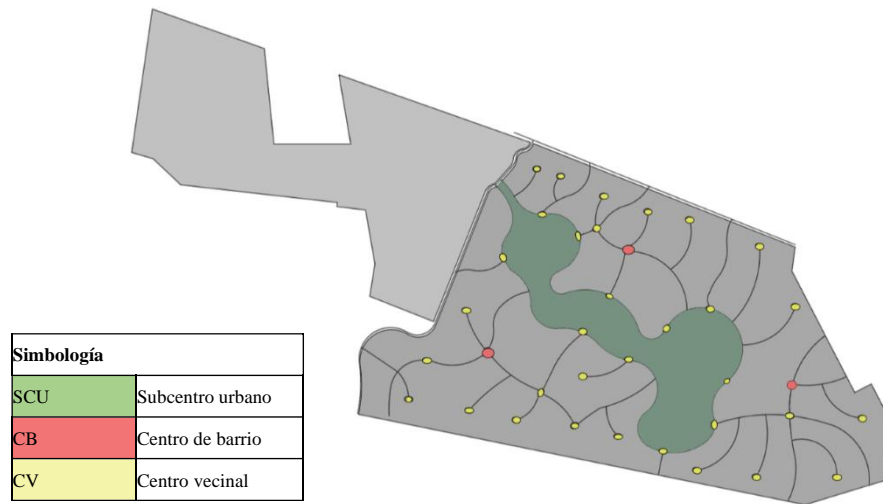 Simbología
SCU Subcentro urbano
CB Centro de barrio
CV Centro vecinal